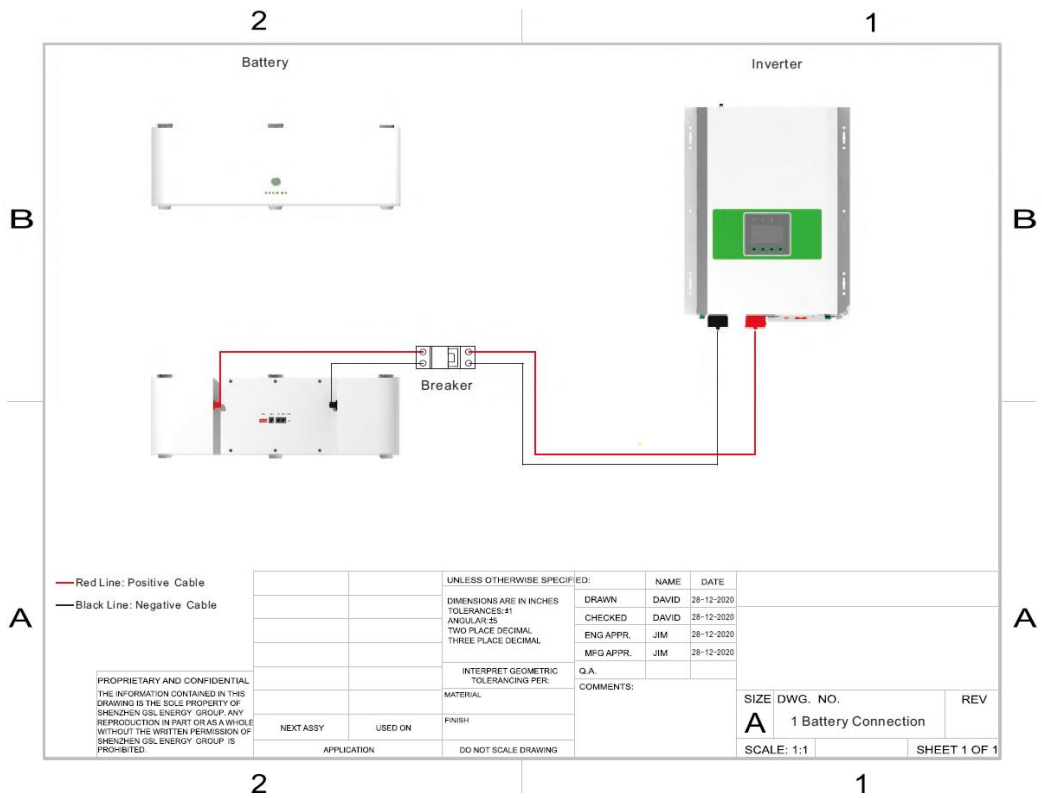 2
1
Battery
Inverter
B
B
Breaker
Red Line: Positive Cable
Black Line: Negative Cable
A
A
PROPRIETARY AND CONFIDENTIAL
THE INFORMATION CONTAINED IN THIS
DRAWING IS THE SOLE PROPERTY OF
SHENZHEN GSL ENERGY GROUP. ANY
REPRODUCTION IN PART OR AS A WHOLE
WITHOUT THE WRITTEN PERMISSION OF
SHENZHEN GSL ENERGY GROUP IS
PROHIBITED.
NEXT ASSY
USED ON
APPLICATION
UNLESS OTHERWISE SPECIFIED:
DIMENSIONS ARE IN INCHES
TOLERANCES:±1
ANGULAR:±5
TWO PLACE DECIMAL
THREE PLACE DECIMAL
INTERPRET GEOMETRIC
TOLERANCING PER:
MATERIAL
FINISH
DO NOT SCALE DRAWING
NAME DATE
DRAWN DAVID 28-12-2020
CHECKED DAVID 28-12-2020
ENG APPR. JIM 28-12-2020
MFG APPR. JIM 28-12-2020
Q.A.
COMMENTS:
SIZE DWG. NO. REV
A 1 Battery Connection
SCALE: 1:1 SHEET 1 OF 1
2
1